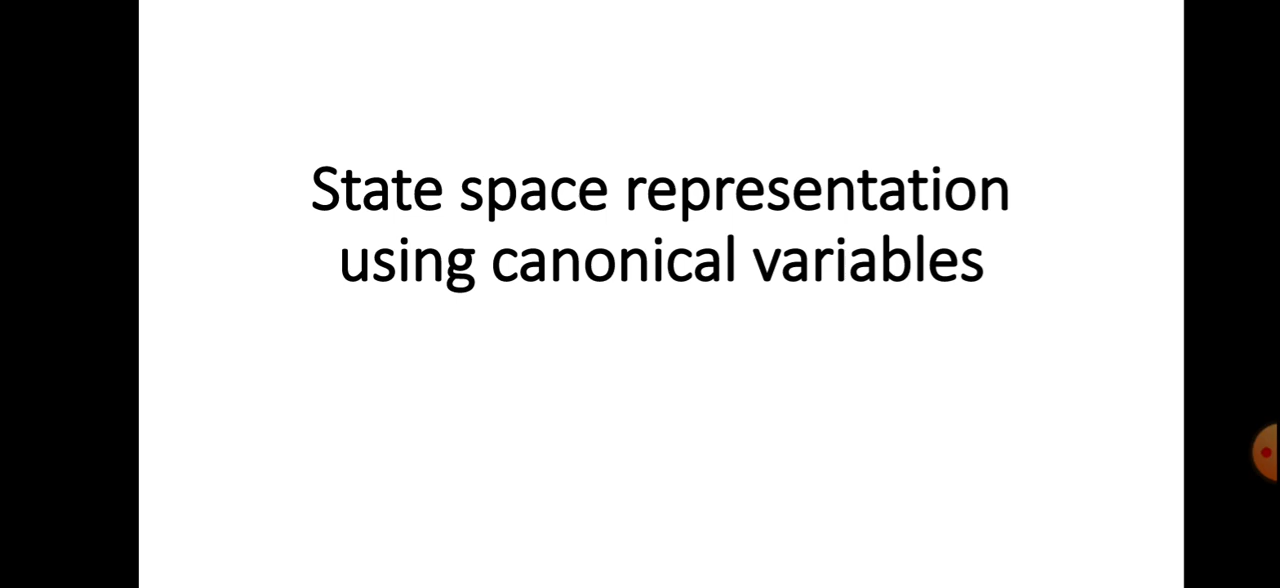 State space representation
using canonical variables